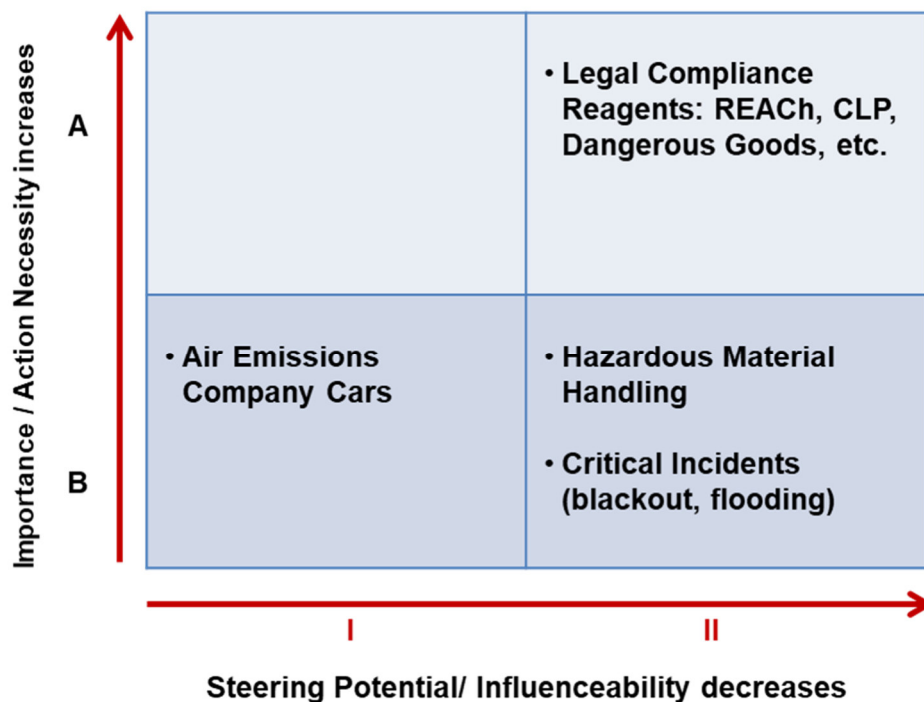 Importance / Action Necessity increases
A
B
• Legal Compliance
Reagents: REACh, CLP,
Dangerous Goods, etc.
• Air Emissions
Company Cars
• Hazardous Material
Handling
• Critical Incidents
(blackout, flooding)
I
II
Steering Potential/ Influenceability decreases